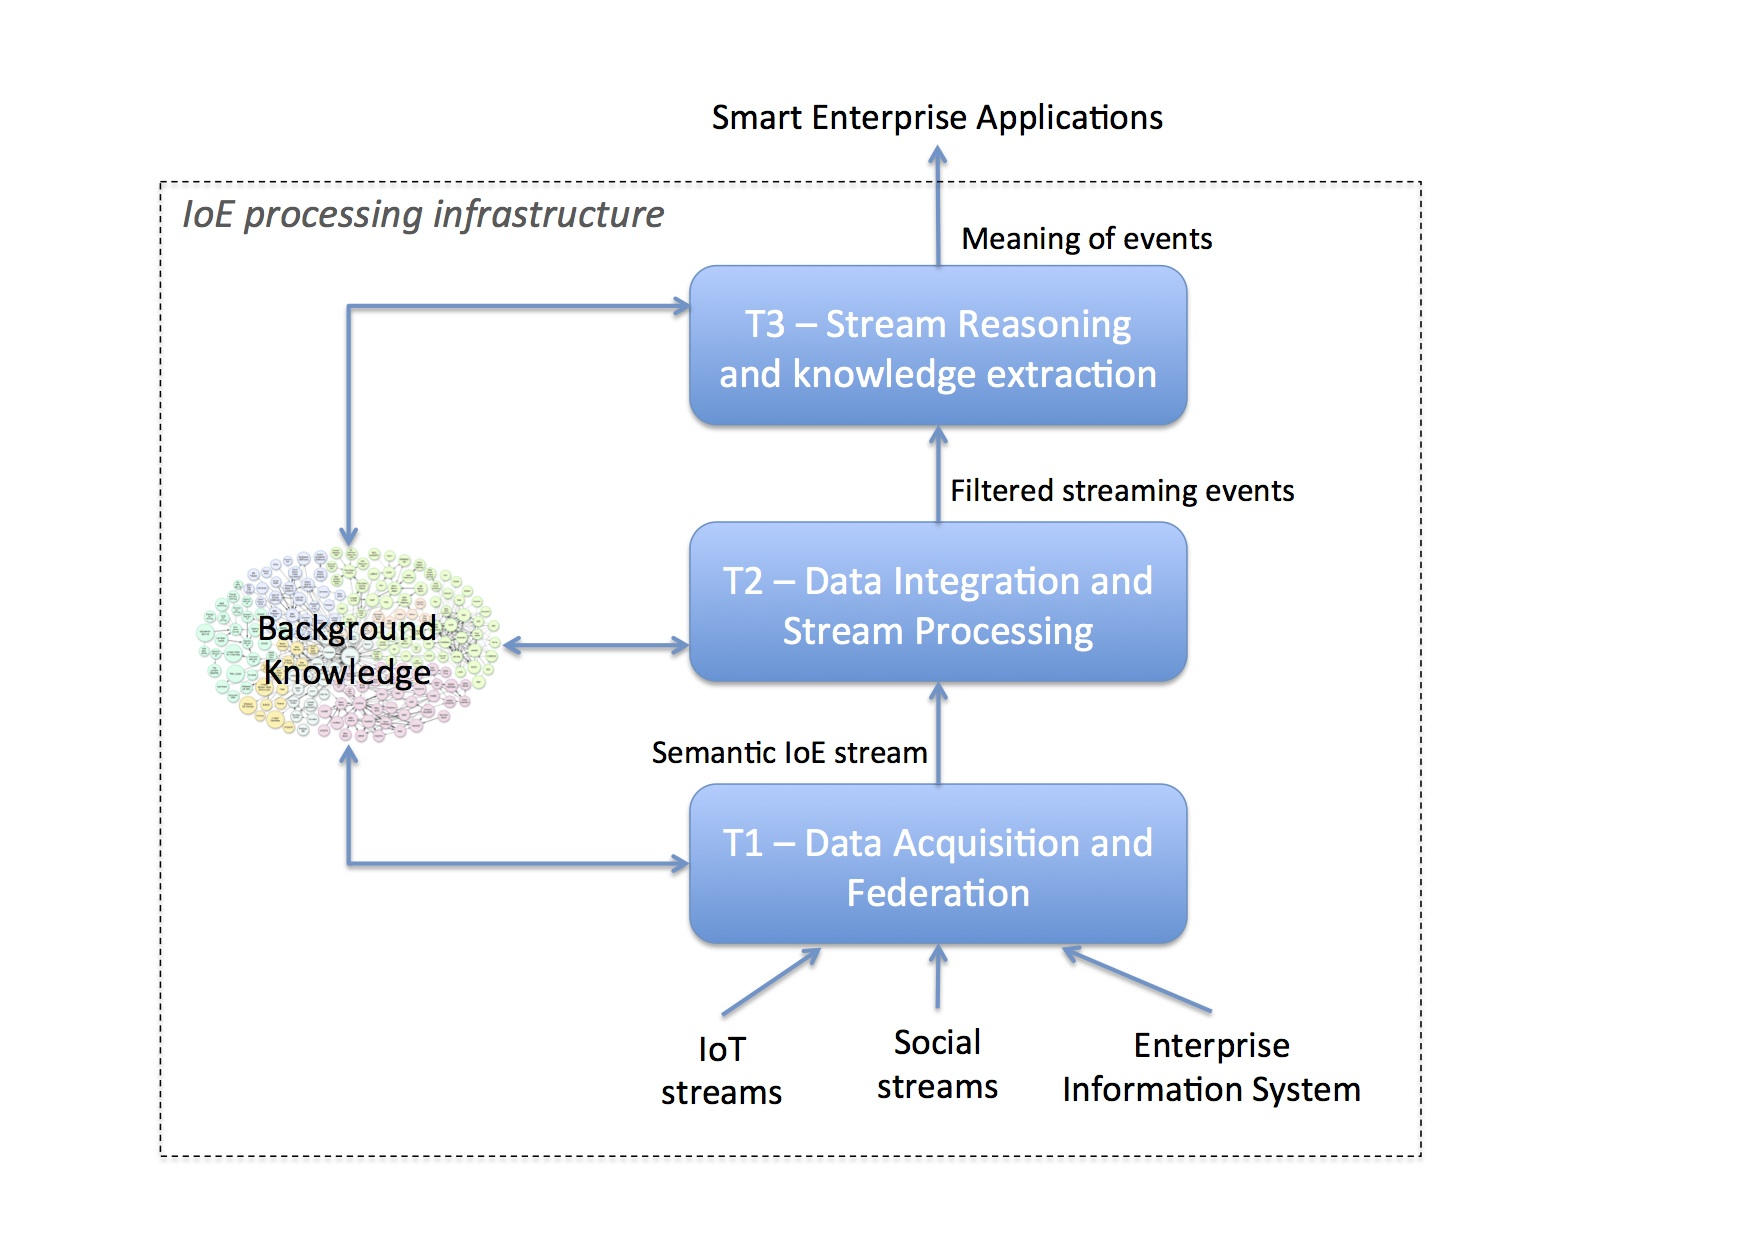 Smart Enterprise Applications
IoE processing infrastructure
Meaning of events
T3 – Stream Reasoning
and knowledge extraction
Filtered streaming events
T2 – Data Integration and
Stream Processing
Background
Knowledge
Semantic IoE stream
T1 – Data Acquisition and
Federation
IoT
streams
Social
streams
Enterprise
Information System